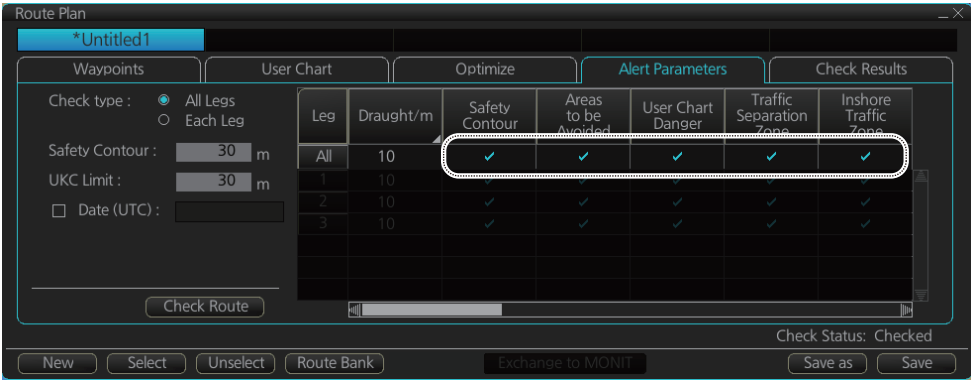 Route Plan
*Untitled1
Waypoints User Chart Optimize Alert Parameters Check Results
Check type : All Legs
Each Leg
Safety Contour : 30 m
UKC Limit : 30 m
Date (UTC) :
Check Route
Leg Draught/m Safety Contour Areas to be Avoided User Chart Danger Traffic Separation Zone Inshore Traffic Zone
All 10 ✓ ✓ ✓ ✓ ✓
1 10 ✓ ✓ ✓ ✓ ✓
2 10 ✓ ✓ ✓ ✓ ✓
3 10 ✓ ✓ ✓ ✓ ✓
Check Status: Checked
New Select Unselect Route Bank Exchange to MONIT Save as Save